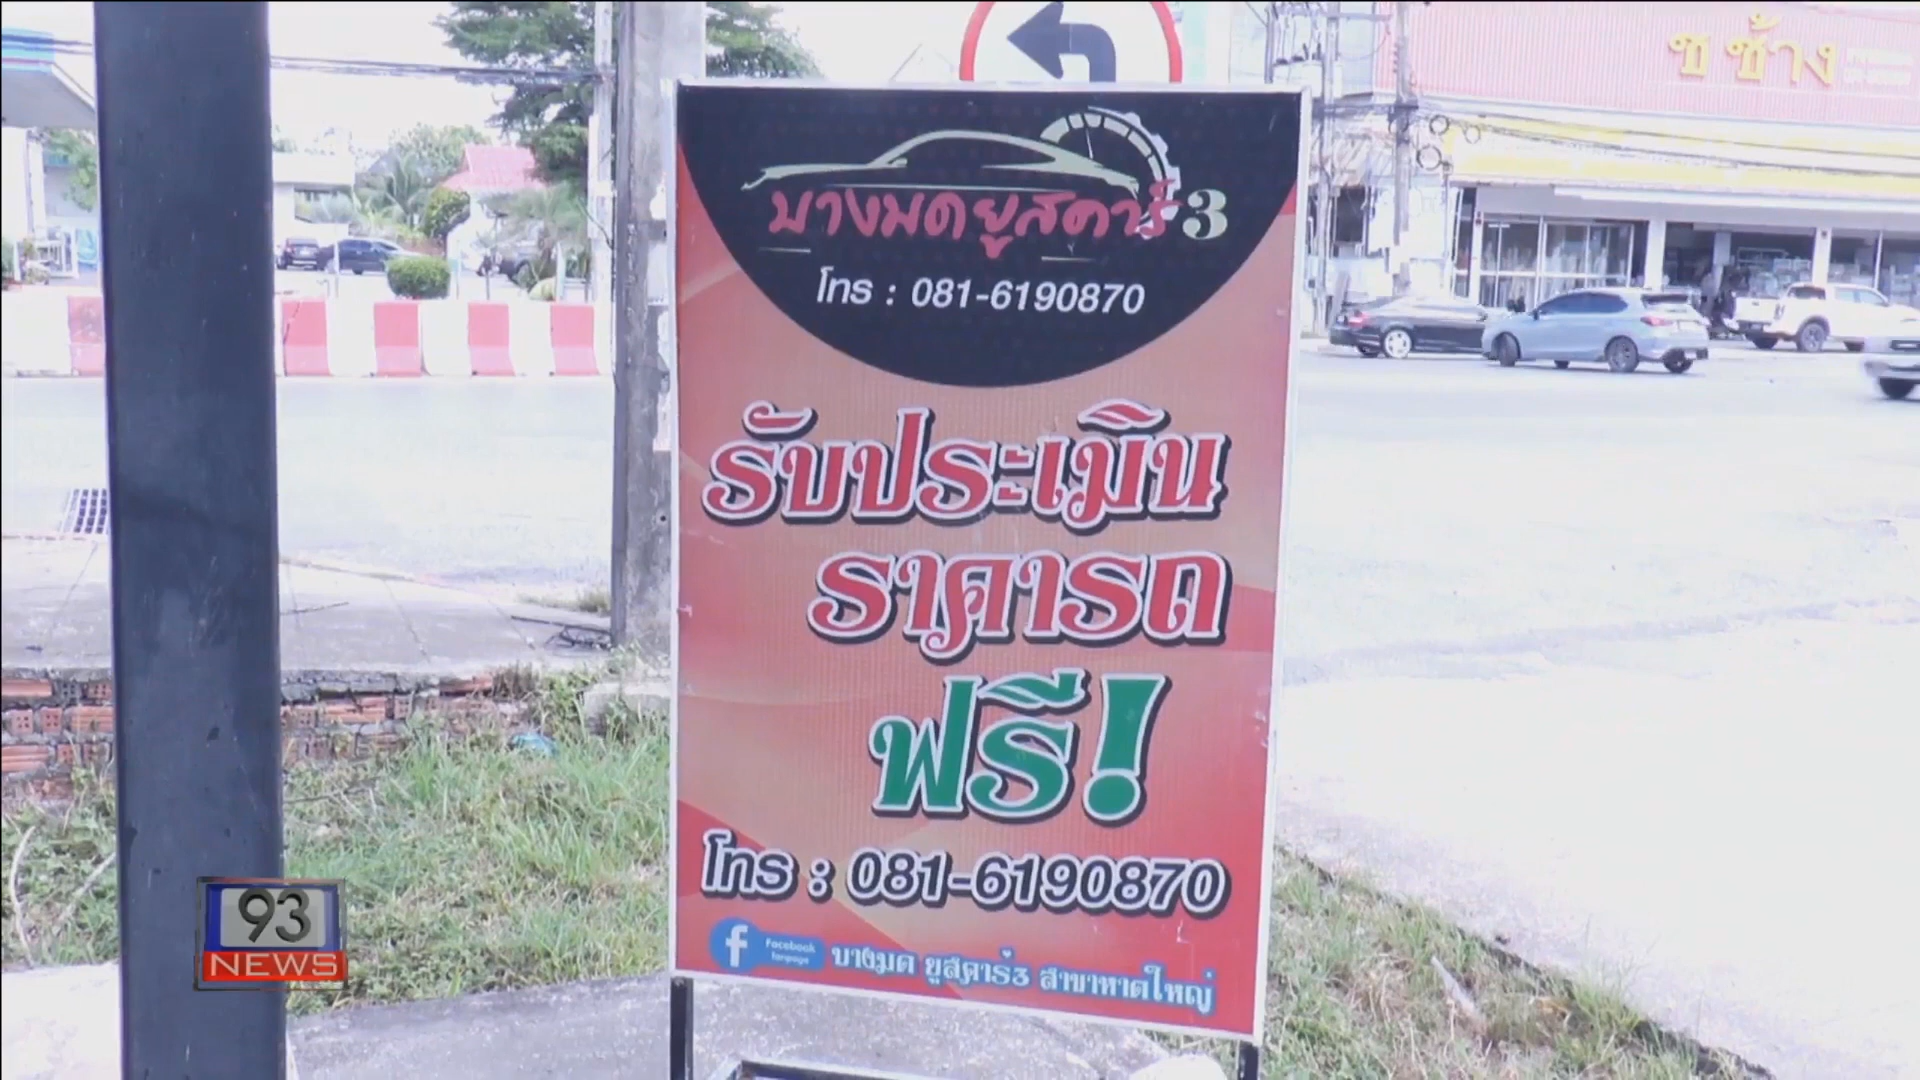 ช ช้าง
บางมดยูสคาร์3
โทร : 081-6190870
รับประเมิน
ราคารถ
ฟรี!
โทร : 081-6190870
Facebook
fanpage
บางมด ยูสคาร์3 สาขาหาดใหญ่
93
NEWS